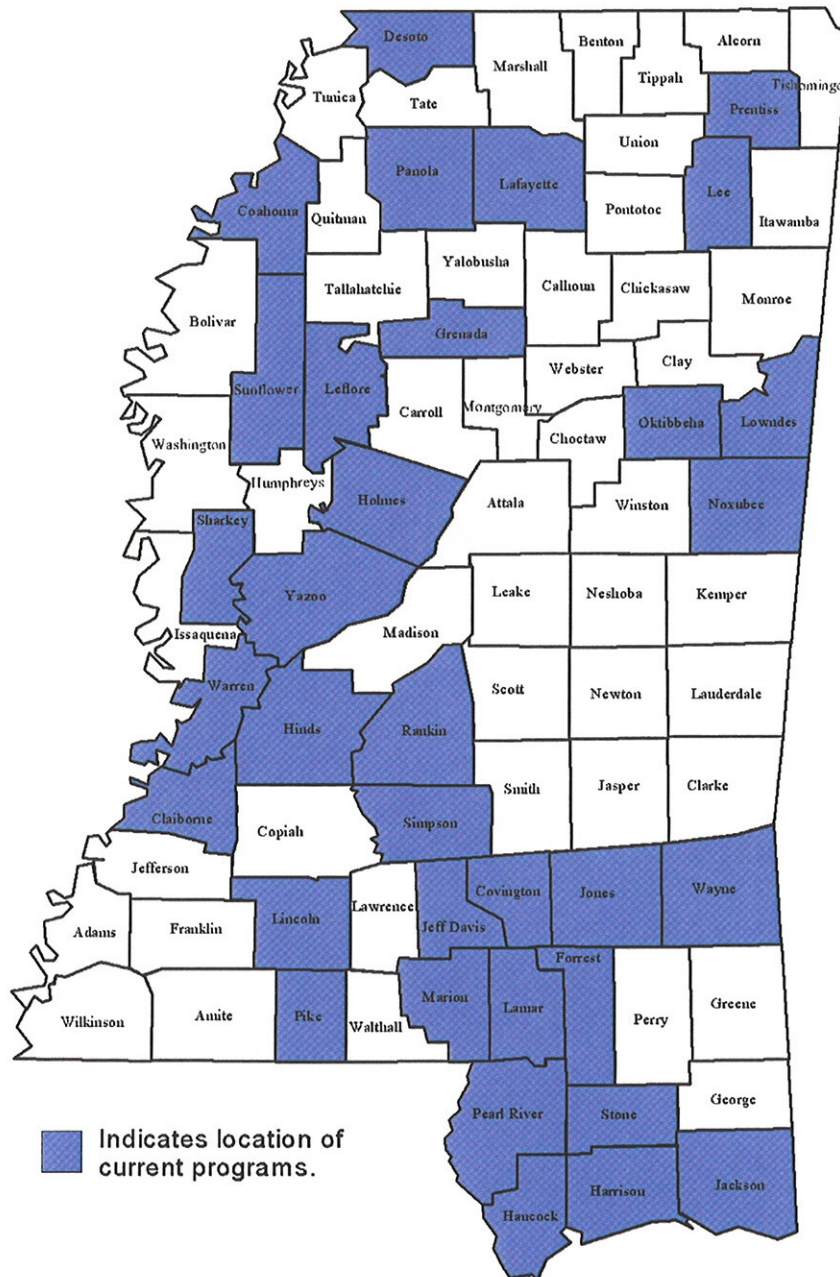 Desoto
Benton
Alcorn
Marshall
Tippah
Tishomingo
Tunica
Tate
Prentiss
Union
Panola
Lafayette
Lee
Coahoma
Quitman
Pontotoc
Itawamba
Yalobusha
Tallahatchie
Calhoun
Chickasaw
Monroe
Bolivar
Grenada
Webster
Clay
Sunflower
Leflore
Carroll
Montgomery
Choctaw
Oktibbeha
Lowndes
Washington
Humphreys
Holmes
Attala
Winston
Noxubee
Sharkey
Yazoo
Leake
Neshoba
Kemper
Issaquena
Madison
Warren
Scott
Newton
Lauderdale
Hinds
Rankin
Smith
Jasper
Clarke
Claiborne
Copiah
Simpson
Jefferson
Covington
Jones
Wayne
Lawrence
Lincoln
Jeff Davis
Adams
Franklin
Forrest
Marion
Lamar
Greene
Wilkinson
Amite
Pike
Walthall
Perry
George
Pearl River
Stone
Indicates location of
current programs.
Jackson
Harrison
Hancock